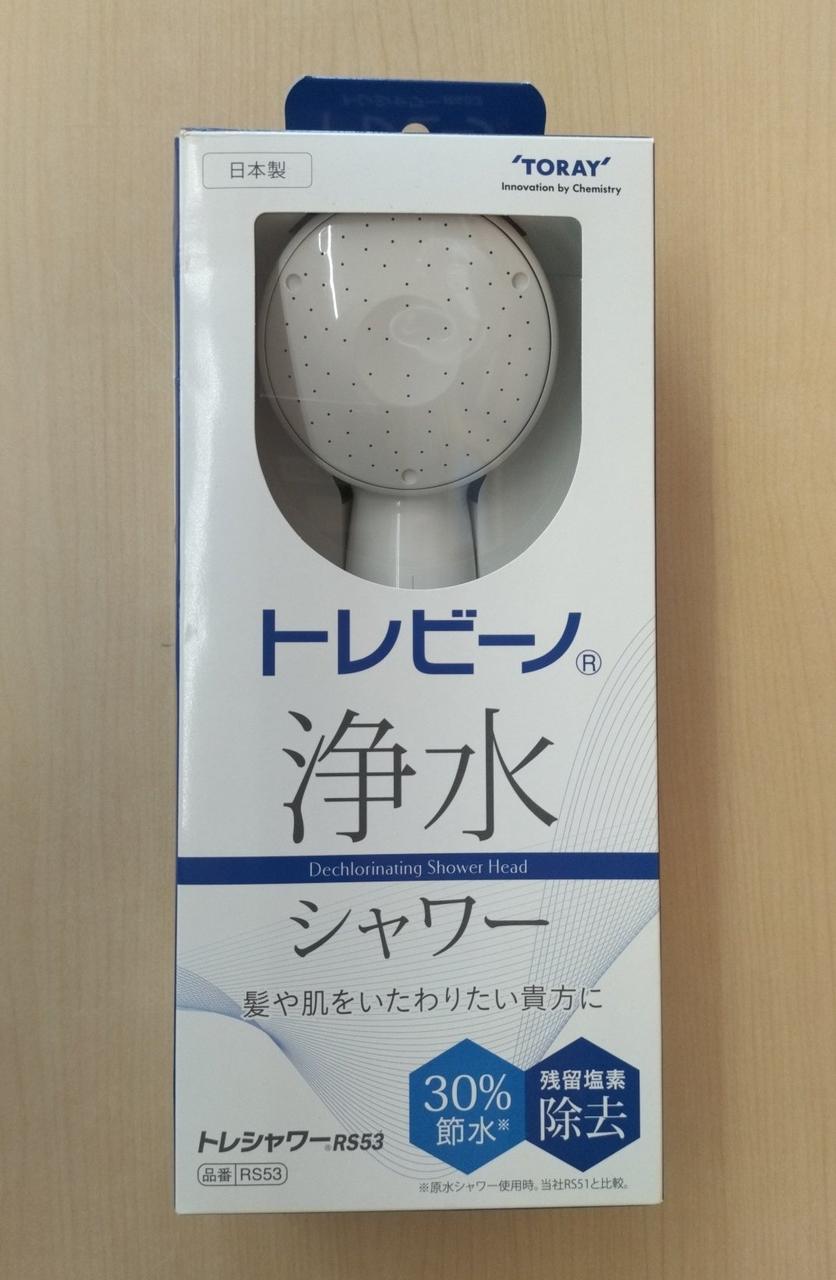 日本製
'TORAY'
Innovation by Chemistry
トレビーノ®
浄水
Dechlorinating Shower Head
シャワー
髪や肌をいたわりたい貴方に
30%
節水※
残留塩素
除去
トレシャワー®RS53
品番 RS53
※原水シャワー使用時。当社RS51と比較。